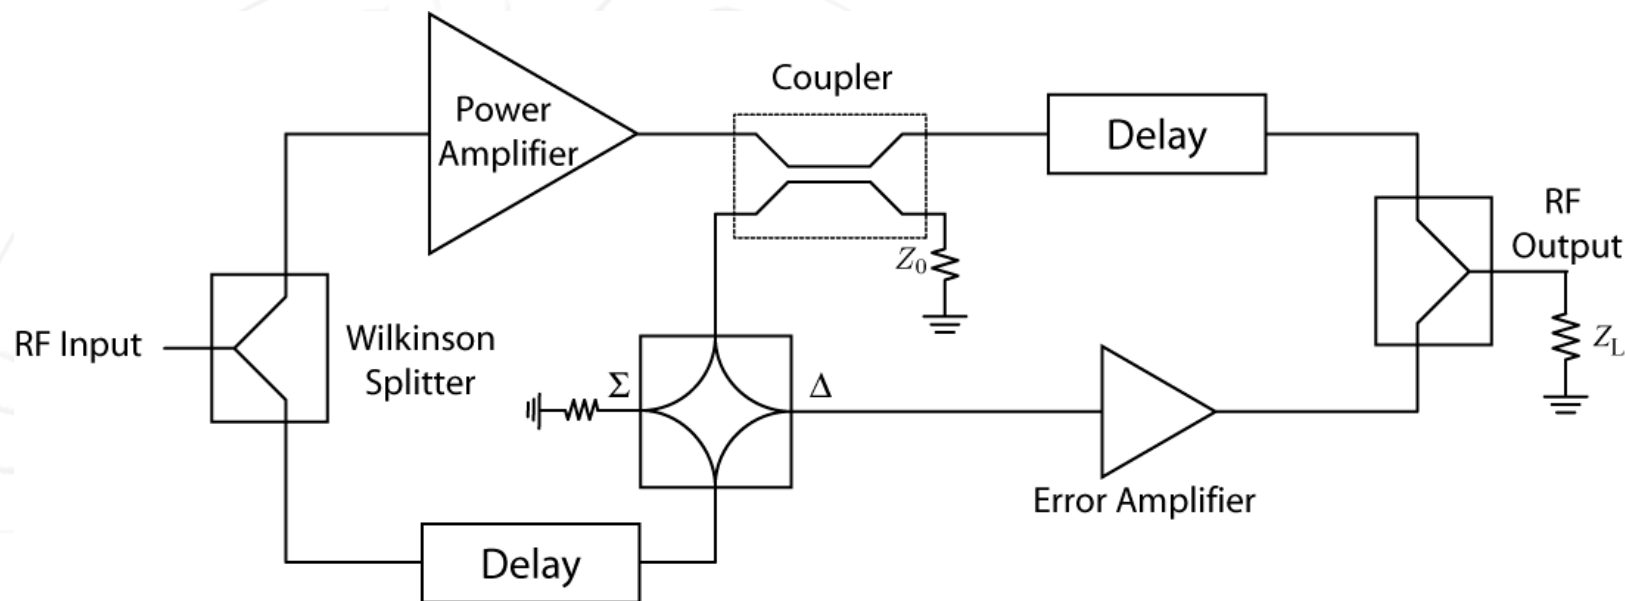 Coupler
Power
Amplifier
Delay
RF
Output
Z0
RF Input
Wilkinson
Splitter
ZL
Σ
Δ
Error Amplifier
Delay